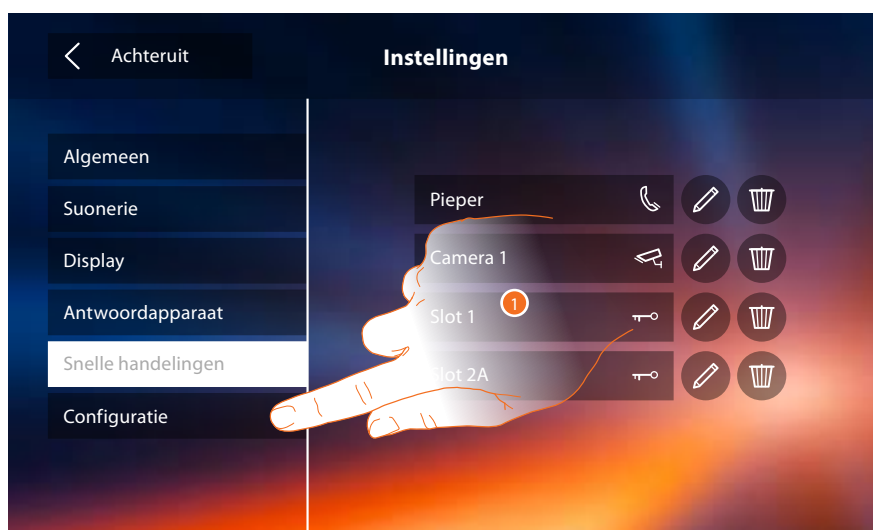 Achteruit
Instellingen
Algemeen
Suonerie
Display
Antwoordapparaat
Snelle handelingen
Configuratie
Pieper
Camera 1
Slot 1
1
Slot 2A